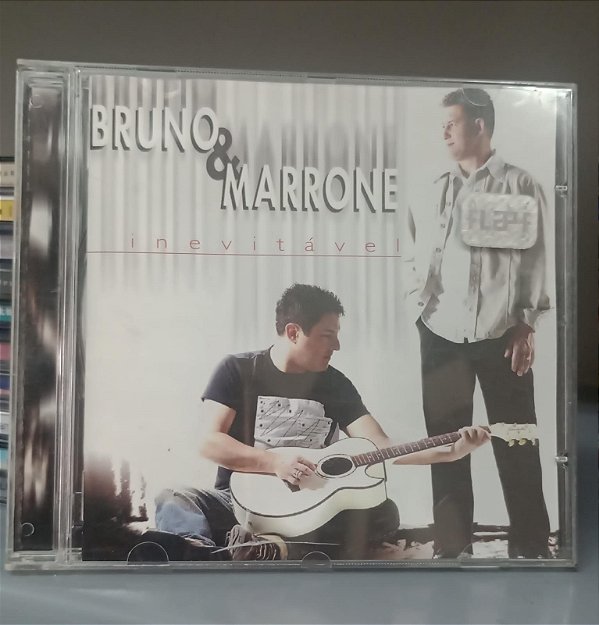 BRUNO
&
MARRONE
inevitável